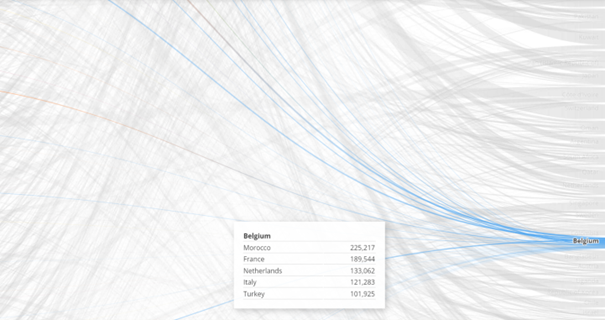 Belgium
Belgium
Morocco 225,217
France 189,544
Netherlands 133,062
Italy 121,283
Turkey 101,925